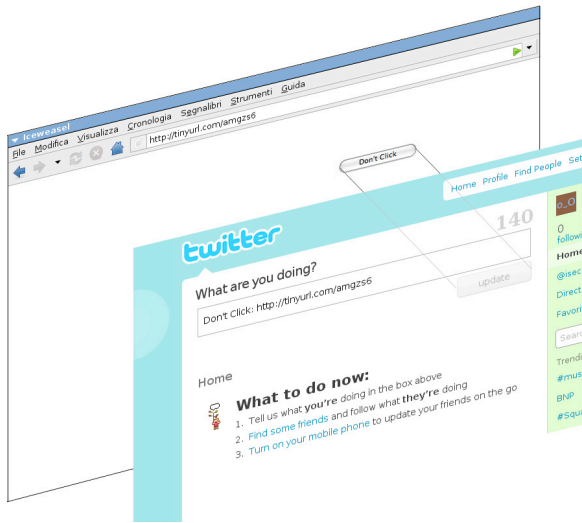 Iceweasel
File Modifica Visualizza Cronologia Segnalibri Strumenti Guida
http://tinyurl.com/amgzs6
Don't Click
Home Profile Find People
twitter
140
What are you doing?
Don't Click: http://tinyurl.com/amgzs6
update
Home
What to do now:
1. Tell us what you're doing in the box above
2. Find some friends and follow what they're doing
3. Turn on your mobile phone to update your friends on the go
o_O
0
Home
@isec
BNP